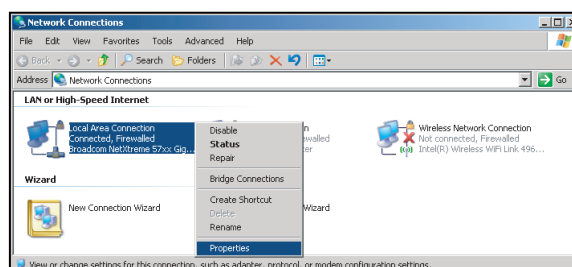 Network Connections
File Edit View Favorites Tools Advanced Help
Back Search Folders
Address Network Connections Go
LAN or High-Speed Internet
Local Area Connection
Connected, Firewalled
Broadcom NetXtreme 57xx Gig...
Disable
Status
Repair
Bridge Connections
Create Shortcut
Delete
Rename
Properties
Wireless Network Connection
Not connected, Firewalled
Intel(R) Wireless WiFi Link 496...
Wizard
New Connection Wizard
Wizard
View or change settings for this connection, such as adapter, protocol, or modem configuration settings.